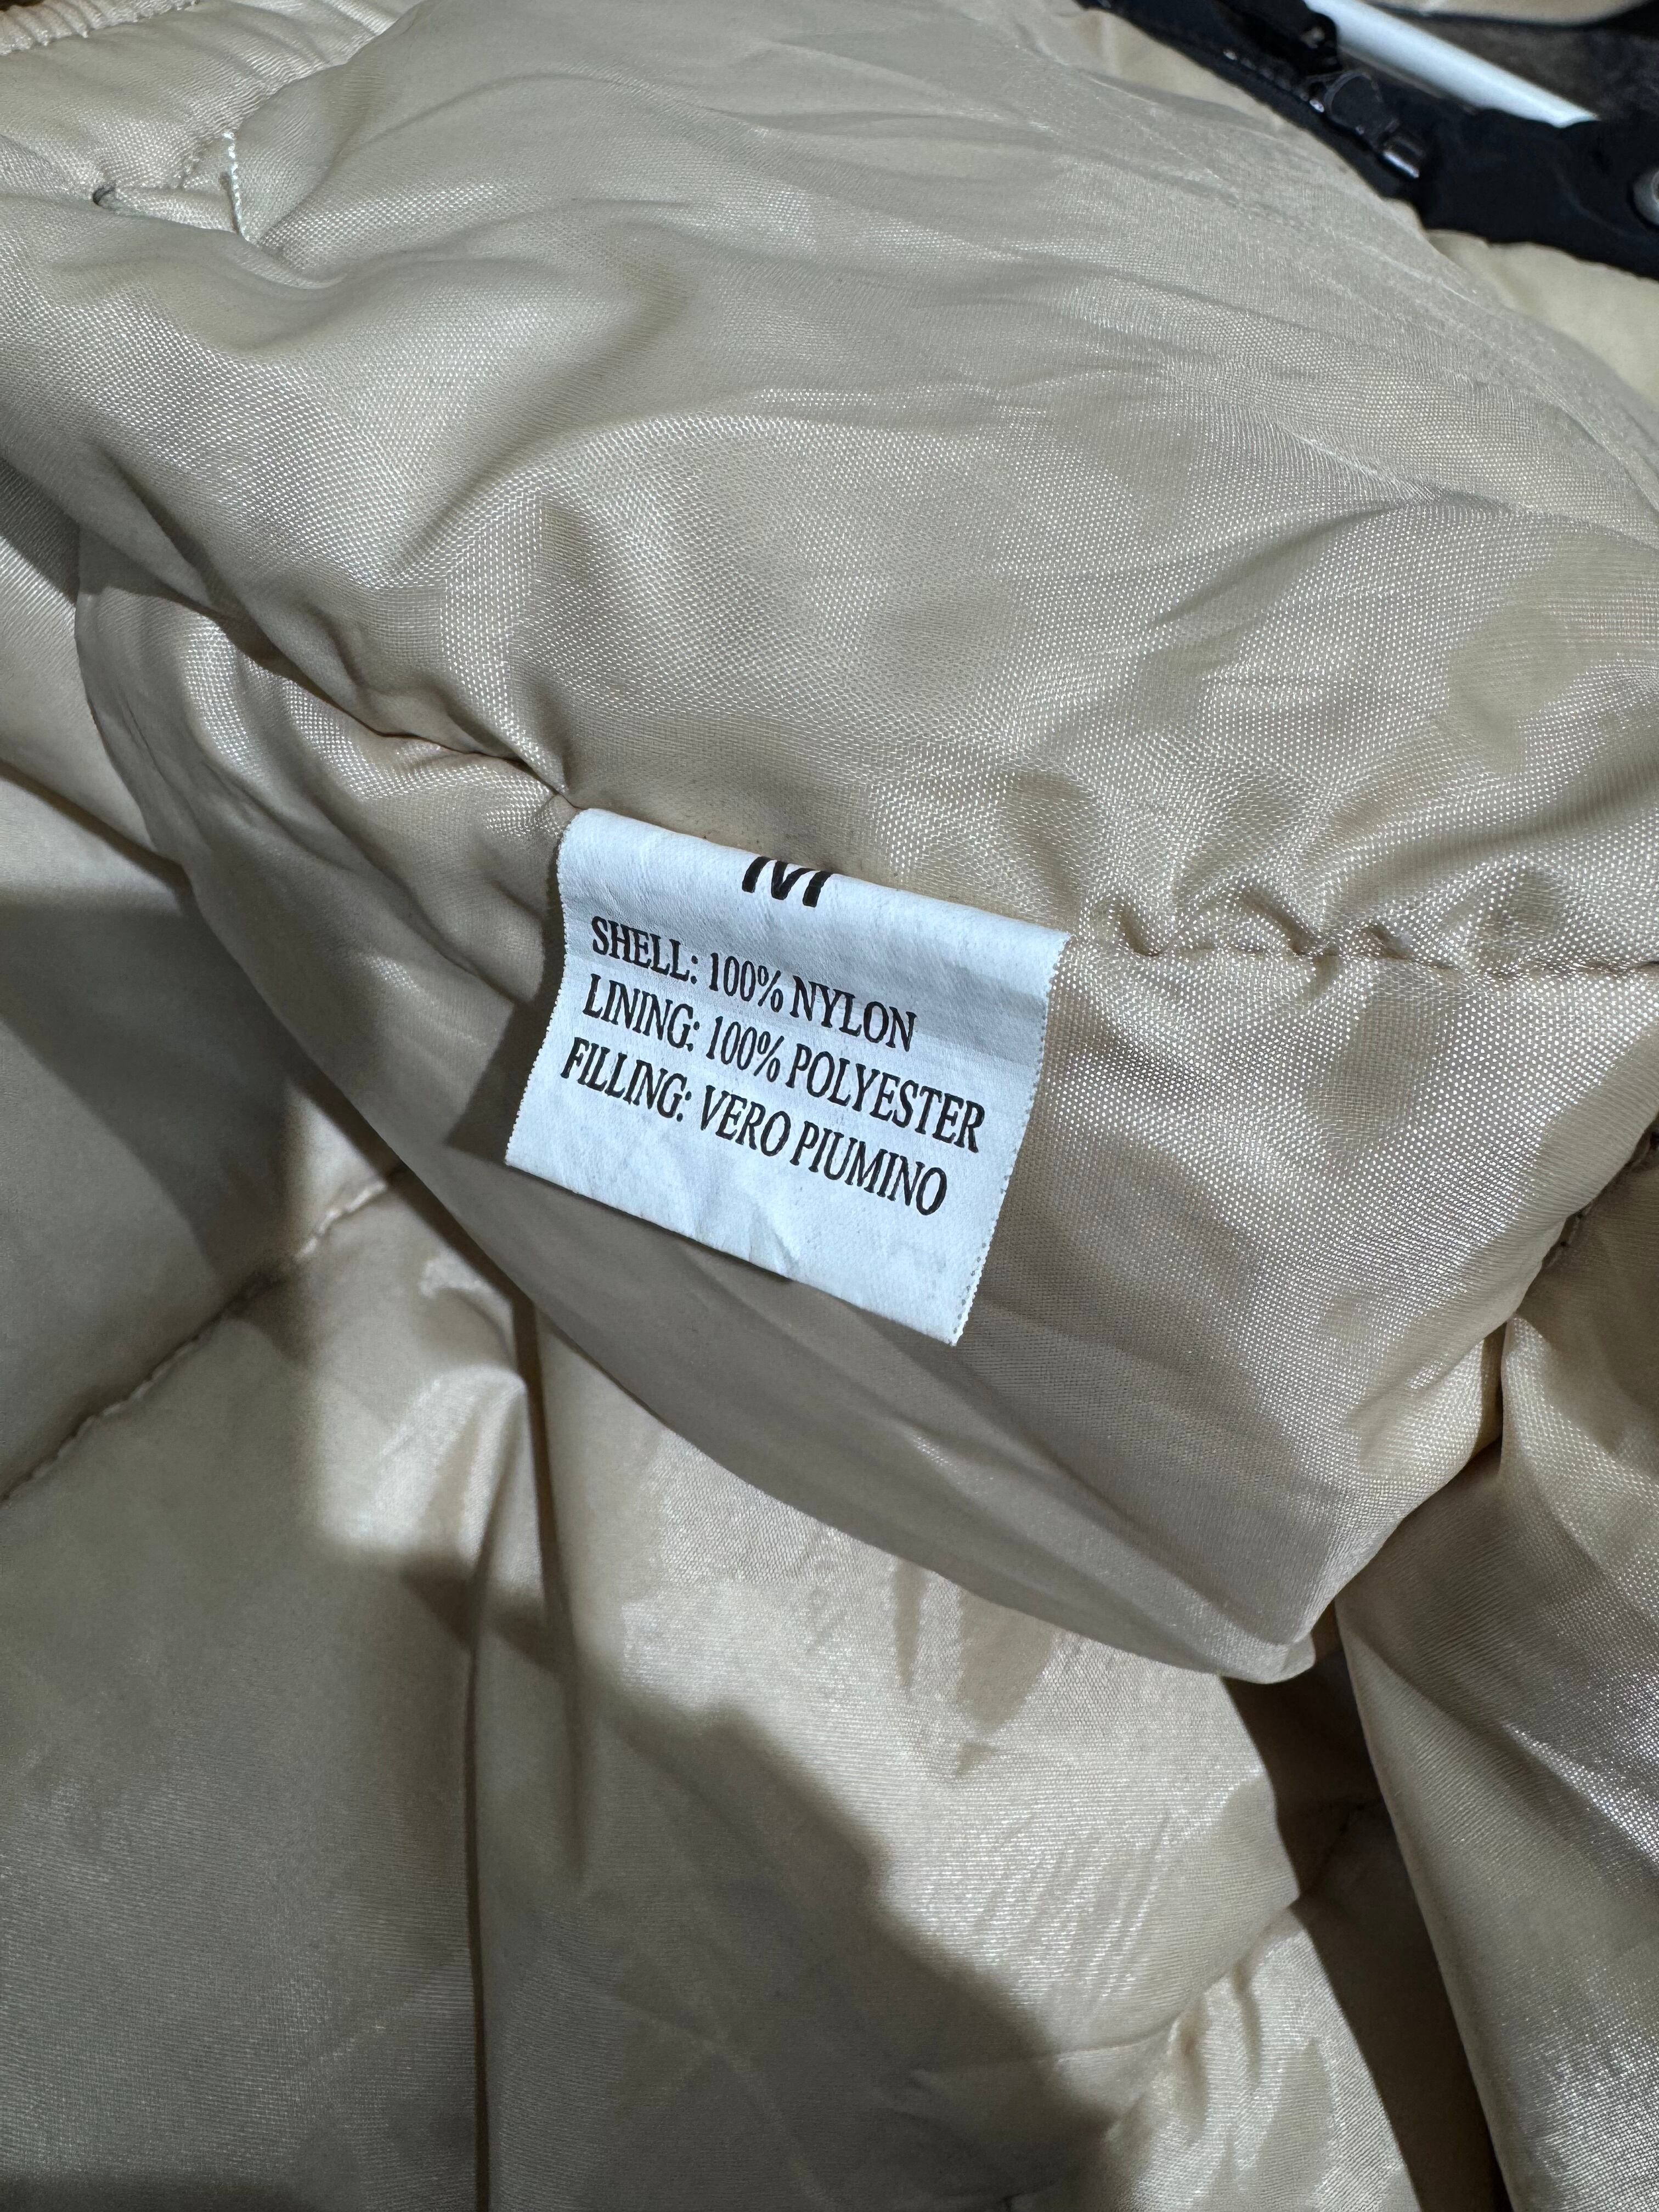 M
SHELL: 100% NYLON
LINING: 100% POLYESTER
FILLING: VERO PIUMINO